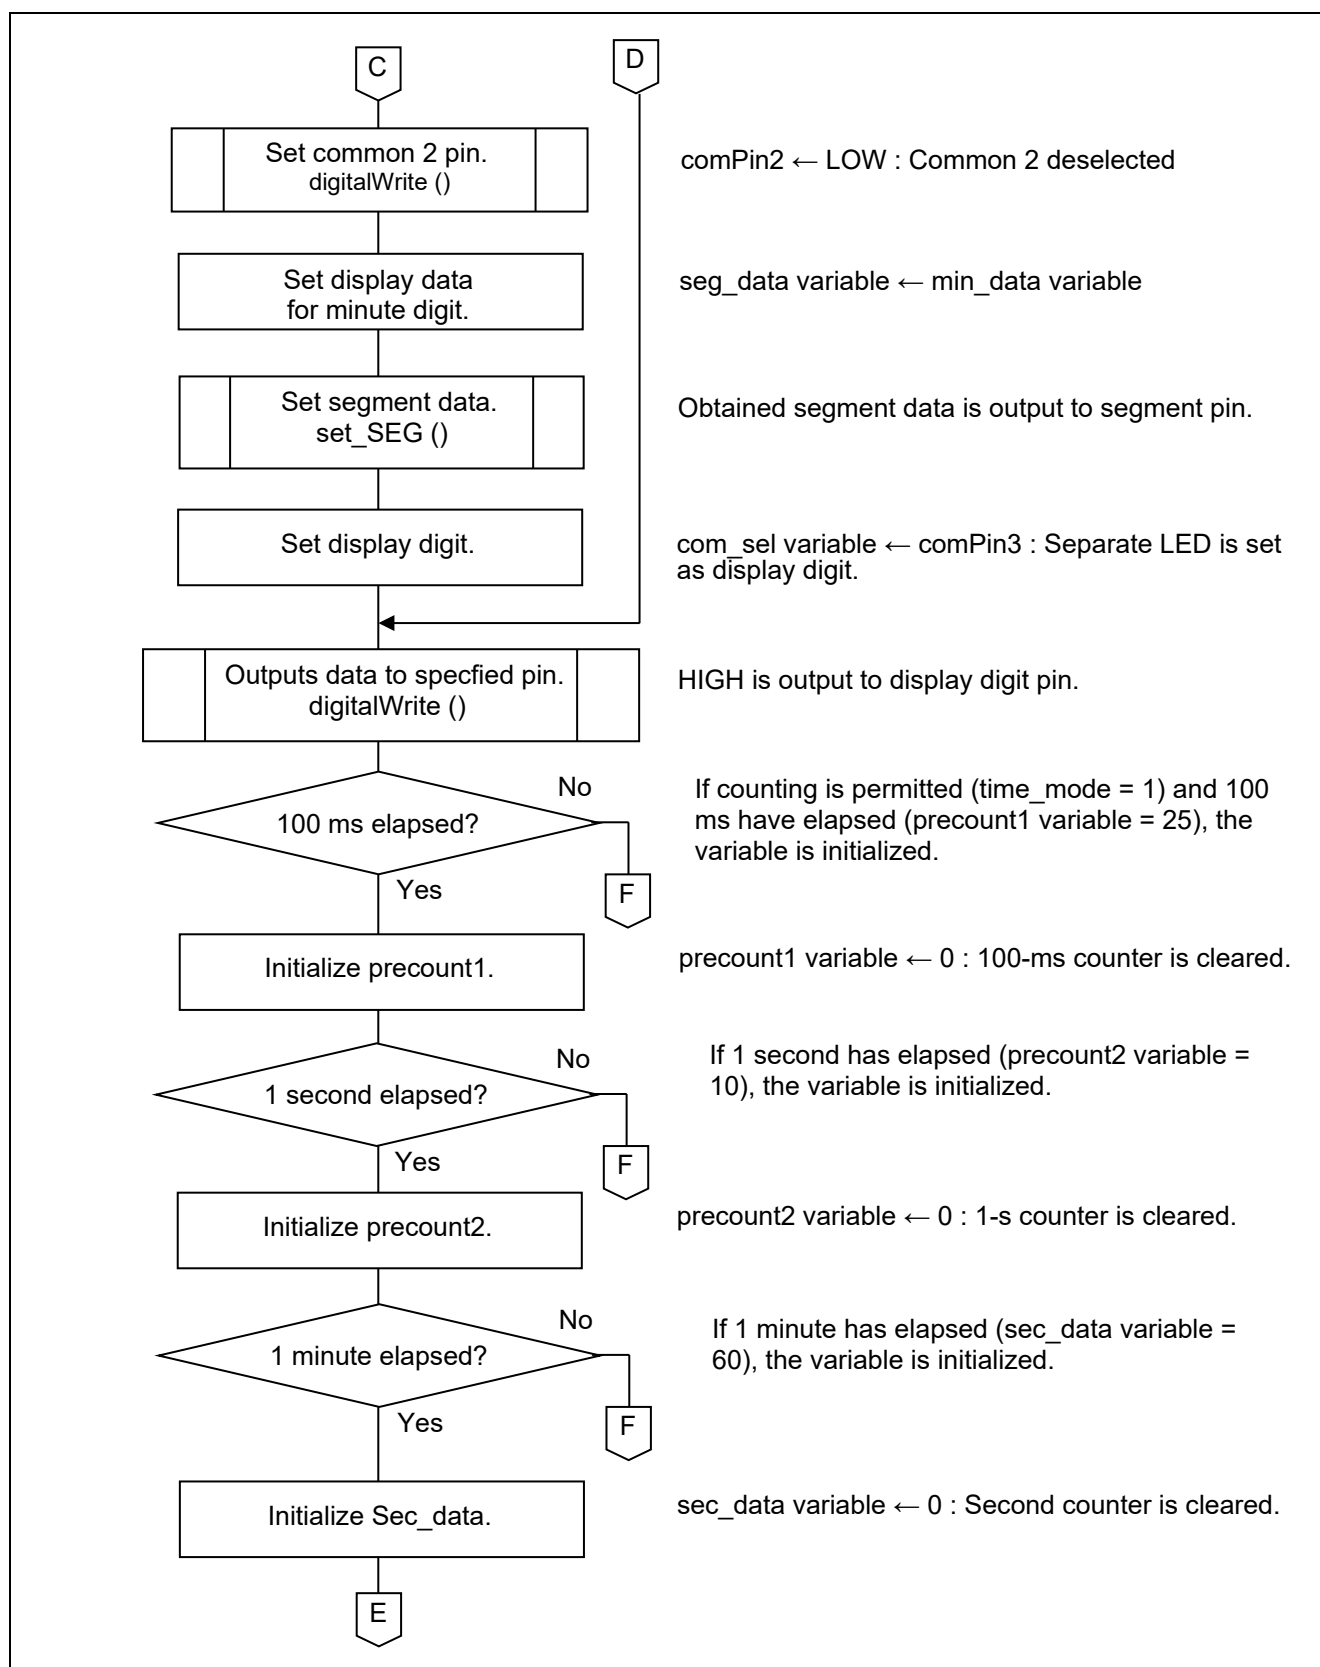 C
D
Set common 2 pin.
digitalWrite ()
comPin2 ← LOW : Common 2 deselected
Set display data
for minute digit.
seg_data variable ← min_data variable
Set segment data.
set_SEG ()
Obtained segment data is output to segment pin.
Set display digit.
com_sel variable ← comPin3 : Separate LED is set
as display digit.
Outputs data to specfied pin.
digitalWrite ()
HIGH is output to display digit pin.
100 ms elapsed?
No
Yes
F
If counting is permitted (time_mode = 1) and 100
ms have elapsed (precount1 variable = 25), the
variable is initialized.
Initialize precount1.
precount1 variable ← 0 : 100-ms counter is cleared.
1 second elapsed?
No
Yes
F
If 1 second has elapsed (precount2 variable =
10), the variable is initialized.
Initialize precount2.
precount2 variable ← 0 : 1-s counter is cleared.
1 minute elapsed?
No
Yes
F
If 1 minute has elapsed (sec_data variable =
60), the variable is initialized.
Initialize Sec_data.
sec_data variable ← 0 : Second counter is cleared.
E